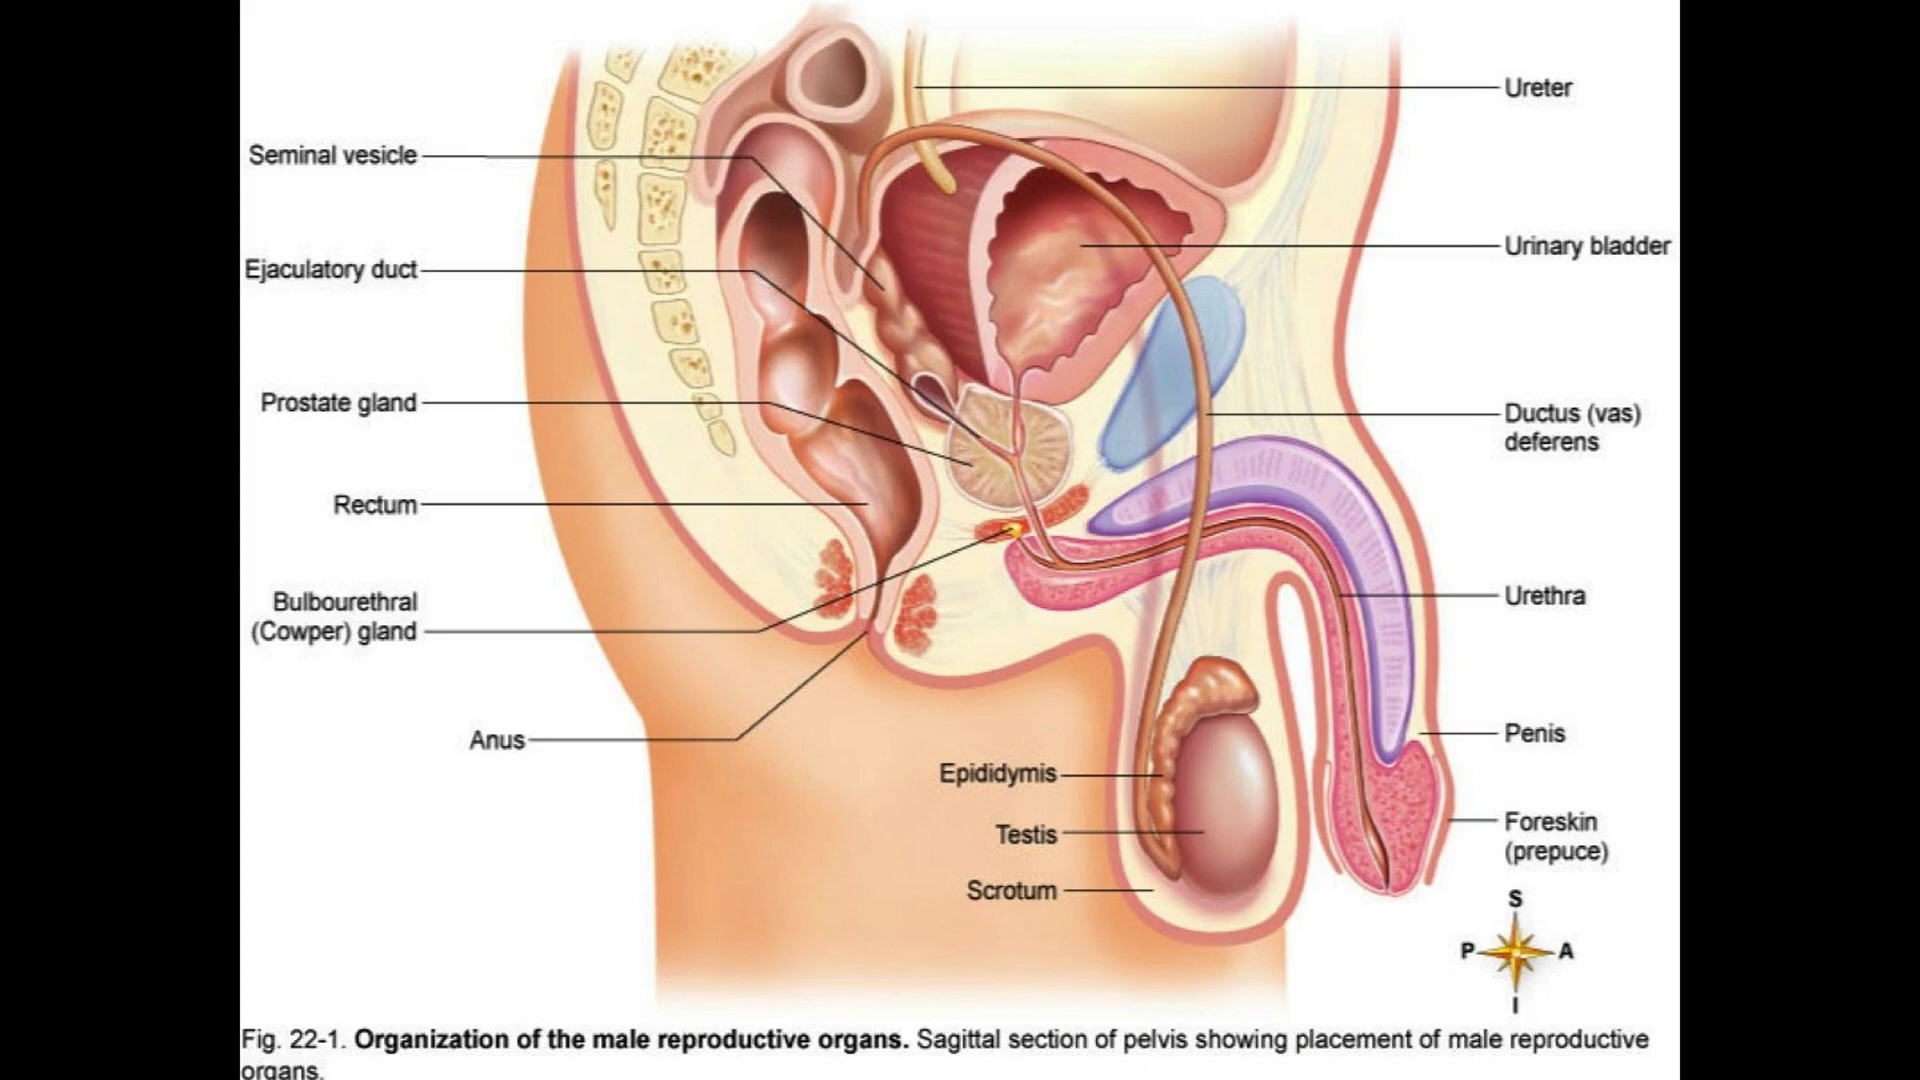 Ureter
Seminal vesicle
Urinary bladder
Ejaculatory duct
Prostate gland
Ductus (vas)
deferens
Rectum
Bulbourethral
(Cowper) gland
Urethra
Anus
Penis
Epididymis
Testis
Foreskin
(prepuce)
Scrotum
S
P
A
I
Fig. 22-1. Organization of the male reproductive organs. Sagittal section of pelvis showing placement of male reproductive
organs.